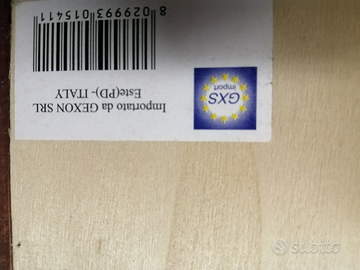 GXS
import
Importato da GEXON SRL
Este(PD)- ITALY
8 029993 015411
subito